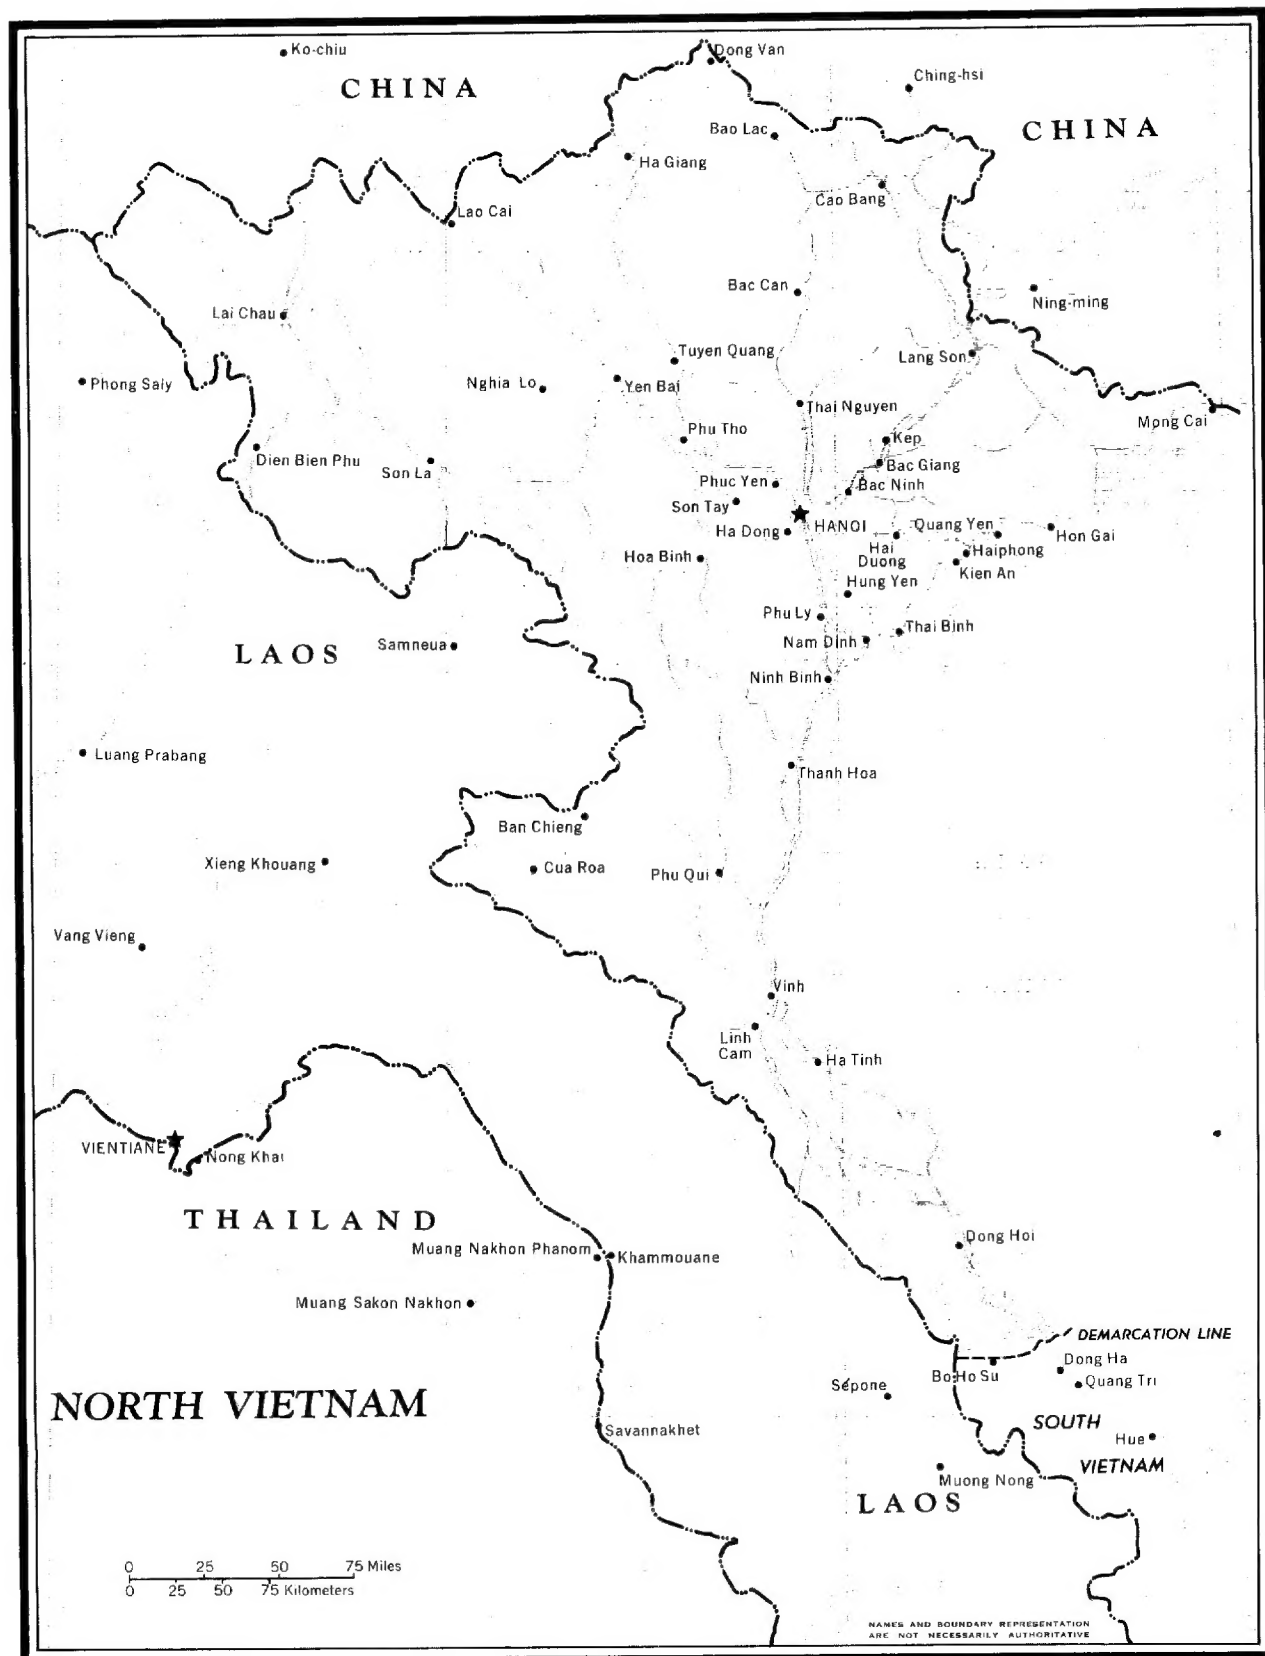 Ko-chiu
CHINA
Dong Van
Ching-hsi
CHINA
Bao Lac
Ha Giang
Cao Bang
Lao Cai
Bac Can
Ning-ming
Lai Chau
Tuyen Quang
Lang Son
Phong Saly
Nghia Lo
Yen Bai
Thai Nguyen
Mong Cai
Phu Tho
Kep
Dien Bien Phu
Son La
Bac Giang
Phuc Yen
Bac Ninh
Son Tay
HANOI
Quang Yen
Ha Dong
Hon Gai
Hai
Duong
Haiphong
Hoa Binh
Kien An
Hung Yen
Phu Ly
Thai Binh
Nam Dinh
LAOS
Samneua
Ninh Binh
Luang Prabang
Thanh Hoa
Ban Chieng
Xieng Khouang
Cua Roa
Phu Qui
Vang Vieng
Vinh
Linh
Cam
Ha Tinh
VIENTIANE
Nong Khai
THAILAND
Dong Hoi
Muang Nakhon Phanom
Khammouane
Muang Sakon Nakhon
DEMARCATION LINE
Dong Ha
Bo Ho Su
Quang Tri
Sepone
NORTH VIETNAM
SOUTH
VIETNAM
Hue
Savannakhet
Muong Nong
LAOS
0 25 50 75 Miles
0 25 50 75 Kilometers
NAMES AND BOUNDARY REPRESENTATION
ARE NOT NECESSARILY AUTHORITATIVE